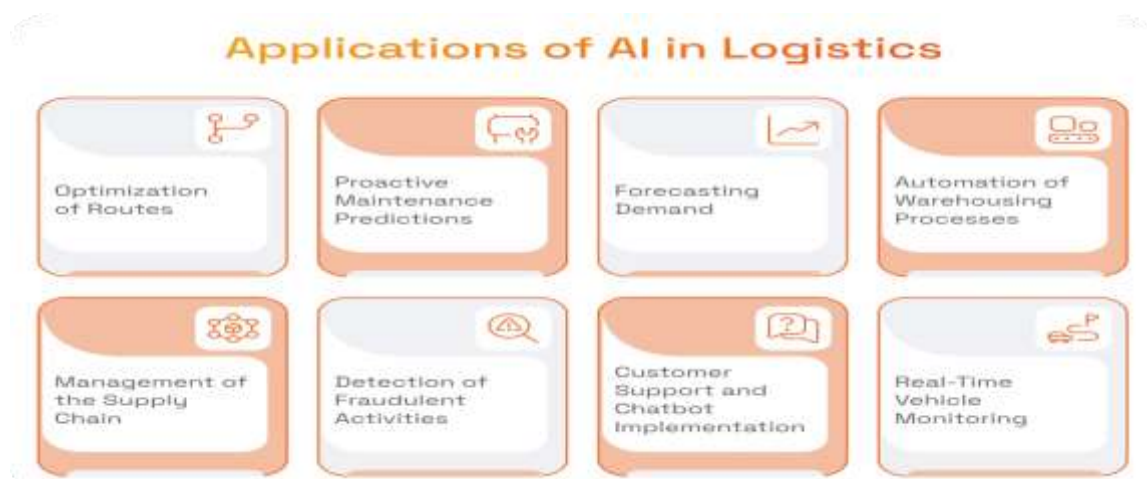 Applications of AI in Logistics
Optimization
of Routes
Proactive
Maintenance
Predictions
Forecasting
Demand
Automation of
Warehousing
Processes
Management of
the Supply
Chain
Detection of
Fraudulent
Activities
Customer
Support and
Chatbot
Implementation
Real-Time
Vehicle
Monitoring